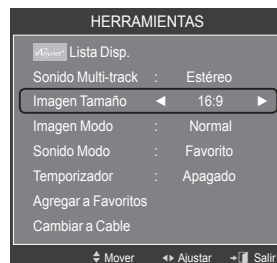 HERRAMIENTAS
Anynet+ Lista Disp.
Sonido Multi-track : Estéreo
Imagen Tamaño ◄ 16:9 ►
Imagen Modo : Normal
Sonido Modo : Favorito
Temporizador : Apagado
Agregar a Favoritos
Cambiar a Cable
Mover Ajustar Salir